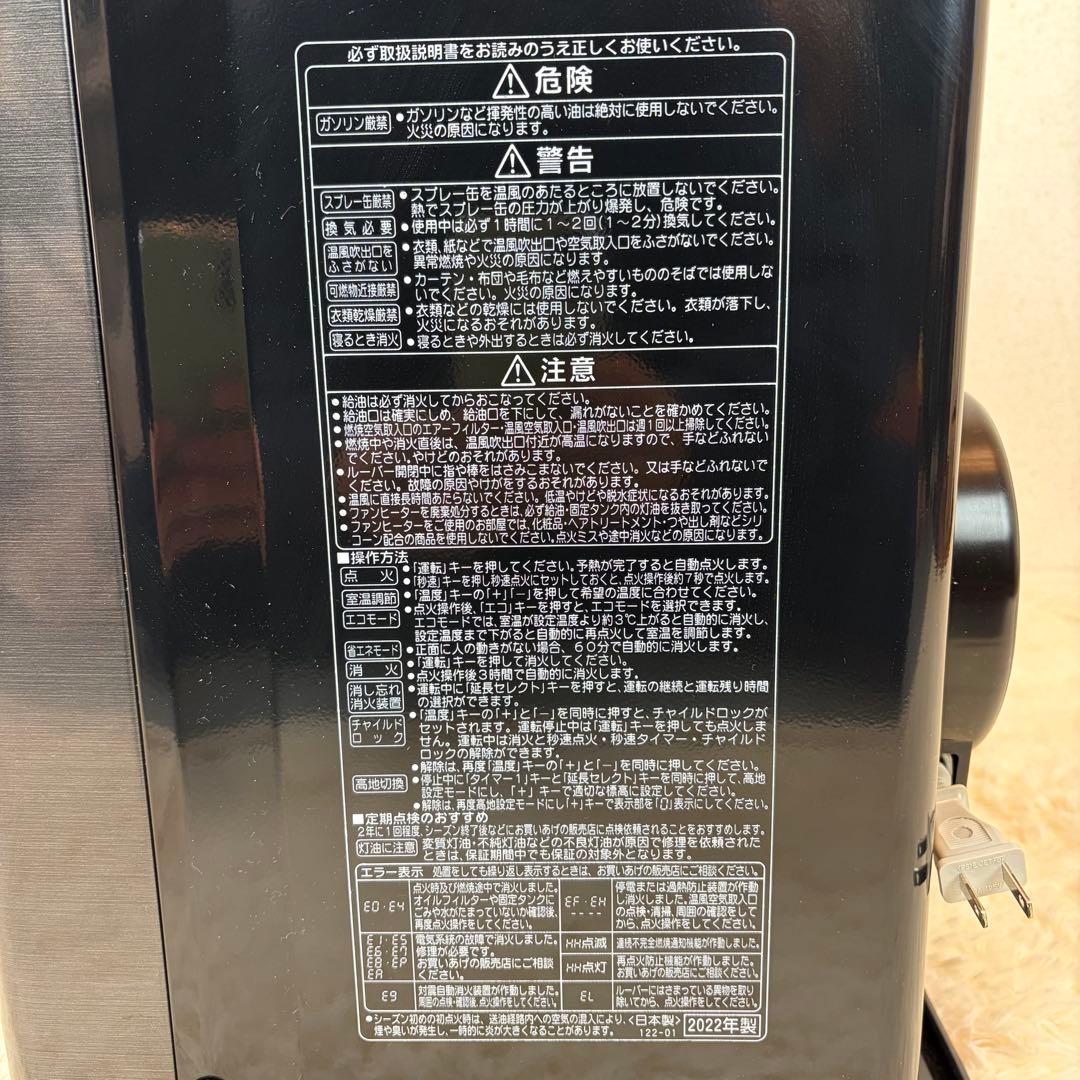 必ず取扱説明書をお読みのうえ正しくお使いください。
⚠危険
ガソリン厳禁
●ガソリンなど揮発性の高い油は絶対に使用しないでください。
火災の原因になります。
⚠警告
スプレー缶厳禁
●スプレー缶を温風のあたるところに放置しないでください。
熱でスプレー缶の圧力が上がり爆発し、危険です。
換気必要
●使用中は必ず1時間に1~2回(1~2分)換気してください。
温風吹出口を
ふさがない
●衣類、紙などで温風吹出口や空気取入口をふさがないでください。
異常燃焼や火災の原因になります。
可燃物近接厳禁
●カーテン・布団や毛布など燃えやすいもののそばでは使用しな
いでください。火災の原因になります。
衣類乾燥厳禁
●衣類などの乾燥には使用しないでください。衣類が落下し、
火災になるおそれがあります。
寝るとき消火
●寝るときや外出するときは必ず消火してください。
⚠注意
●給油は必ず消火してからおこなってください。
●給油口は確実にしめ、給油口を下にして、漏れがないことを確かめてください。
●燃焼空気取入口のエアーフィルター・温風空気取入口・温風吹出口は週1回以上掃除してください。
●燃焼中や消火直後は、温風吹出口付近が高温になりますので、手などふれない
でください。やけどのおそれがあります。
●ルーバー開閉中に指や棒をはさみこまないでください。又は手などふれないで
ください。故障の原因やけがをするおそれがあります。
●温風に直接長時間あたらないでください。低温やけどや脱水症状になるおそれがあります。
●ファンヒーターを廃棄処分するときは、必ず給油・固定タンク内の灯油を抜き取ってください。
●ファンヒーターをご使用のお部屋では、化粧品・ヘアトリートメント・つや出し剤などシリ
コーン配合の商品を使用しないでください。点火ミスや途中消火などの原因になります。
■操作方法
点火
●「運転」キーを押してください。予熱が完了すると自動点火します。
●「秒速」キーを押し秒速点火にセットしておくと、点火操作後約7秒で点火します。
室温調節
●「温度」キーの「+」「-」を押して希望の温度に合わせてください。
エコモード
●点火操作後、「エコ」キーを押すと、エコモードを選択できます。
エコモードでは、室温が設定温度より約3℃上がると自動的に消火し、
設定温度まで下がると自動的に再点火して室温を調節します。
省エネモード
●正面に人の動きがない場合、60分で自動的に消火します。
消火
●「運転」キーを押して消火してください。
消し忘れ
消火装置
●点火操作後3時間で自動的に消火します。
●運転中に「延長セレクト」キーを押すと、運転の継続と運転残り時間
の選択ができます。
チャイルド
ロック
●「温度」キーの「+」と「-」を同時に押すと、チャイルドロックが
セットされます。運転停止中は「運転」キーを押しても点火しま
せん。運転中は消火と秒速点火・秒速タイマー・チャイルド
ロックの解除ができます。
●解除は、再度「温度」キーの「+」と「-」を同時に押してください。
高地切換
●停止中に「タイマー1」キーと「延長セレクト」キーを同時に押して、高地
設定モードにし、「+」キーで適切な標高に設定してください。
●解除は、再度高地設定モードにし「+」キーで表示部を「0」表示にしてください。
■定期点検のおすすめ
2年に1回程度、シーズン終了後などにお買いあげの販売店に点検依頼されることをおすすめします。
灯油に注意
変質灯油・不純灯油などの不良灯油が原因で修理を依頼された
ときは、保証期間中でも保証の対象外となります。
エラー表示 処置をしても繰り返し表示するときは、お買いあげの販売店にご相談ください。
E0・E4
点火時及び燃焼途中で消火しました。
オイルフィルターや固定タンクに
ごみや水がたまっていないか確認後、
再度点火操作をしてください。
EF・EH
----
停電または過熱防止装置が作動
し消火しました。温風空気取入口
の点検・清掃、周囲の確認をして
から、点火操作をしてください。
E1・E5
E6・E7
E8・EP
EA
電気系統の故障で消火しました。
修理が必要です。
お買いあげの販売店にご相談
ください。
HH点滅
連続不完全燃焼通知機能が作動しました。
HH点灯
再点火防止機能が作動しました。
お買いあげの販売店にご相談ください。
E9
対震自動消火装置が作動しました。
周囲の点検・確認後、点火操作をしてください。
EL
ルーバーにはさまっている異物を取り
除いてから、点火操作をしてください。
●シーズン初めの初点火時は、送油経路内への空気の混入により、
煙や臭いが発生し、一時的に炎が大きくなることがあります。
<日本製>
122-01
2022年製